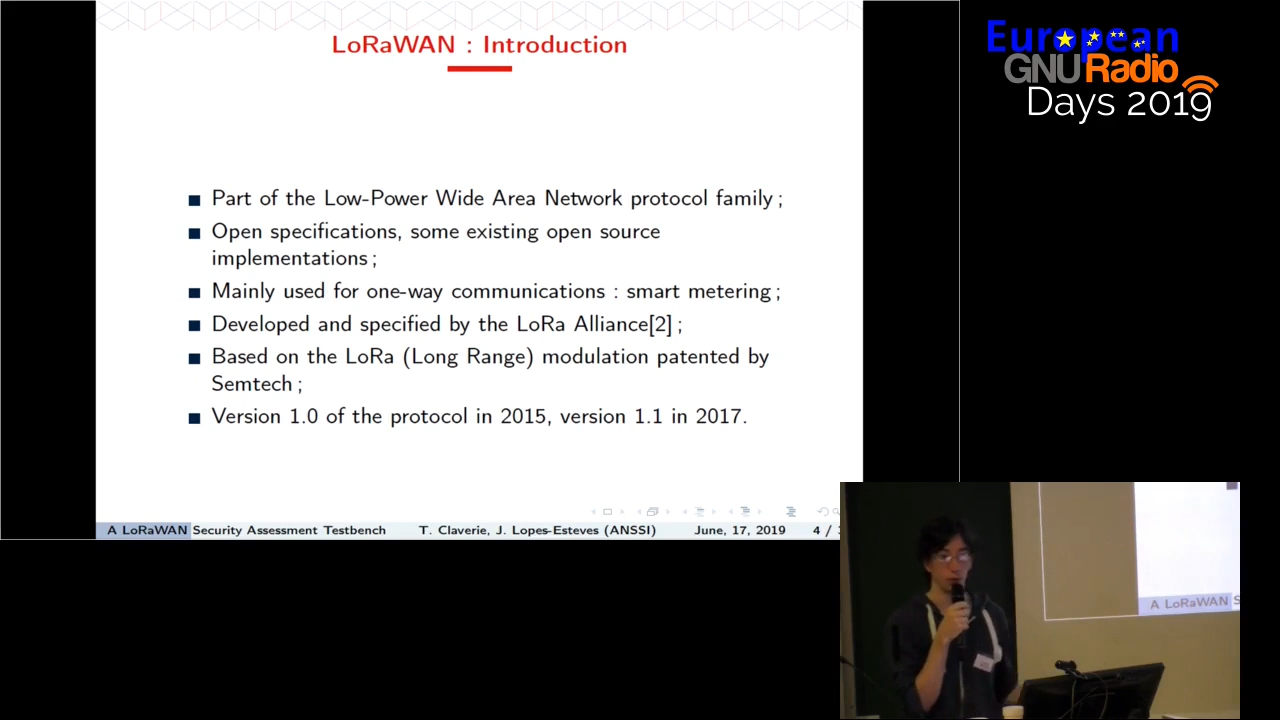 LoRaWAN : Introduction
European
GNURadio
Days 2019
Part of the Low-Power Wide Area Network protocol family ;
Open specifications, some existing open source
implementations ;
Mainly used for one-way communications : smart metering ;
Developed and specified by the LoRa Alliance[2] ;
Based on the LoRa (Long Range) modulation patented by
Semtech ;
Version 1.0 of the protocol in 2015, version 1.1 in 2017.
A LoRaWAN Security Assessment Testbench T. Claverie, J. Lopes-Esteves (ANSSI) June, 17, 2019 4 /
A LoRaWAN S